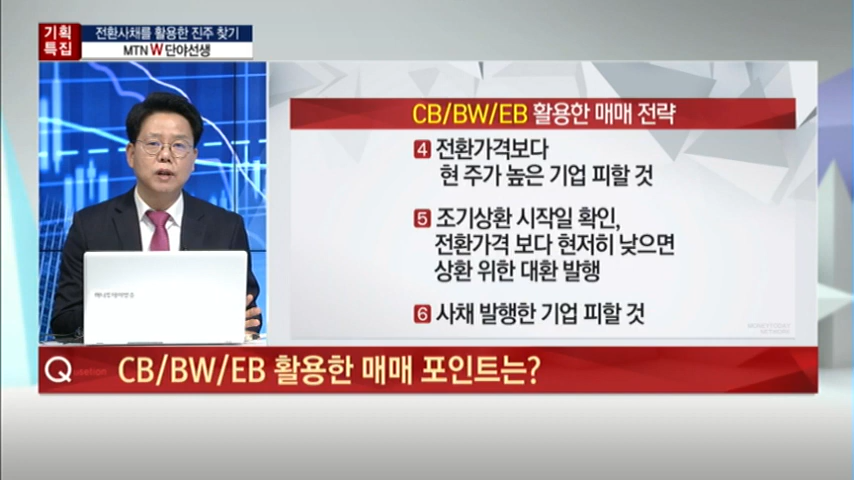 기획
특집
전환사채를 활용한 진주 찾기
MTN W 단야선생
CB/BW/EB 활용한 매매 전략
4 전환가격보다
현 주가 높은 기업 피할 것
5 조기상환 시작일 확인,
전환가격 보다 현저히 낮으면
상환 위한 대환 발행
6 사채 발행한 기업 피할 것
MONEYTODAY
NETWORK
Question
CB/BW/EB 활용한 매매 포인트는?